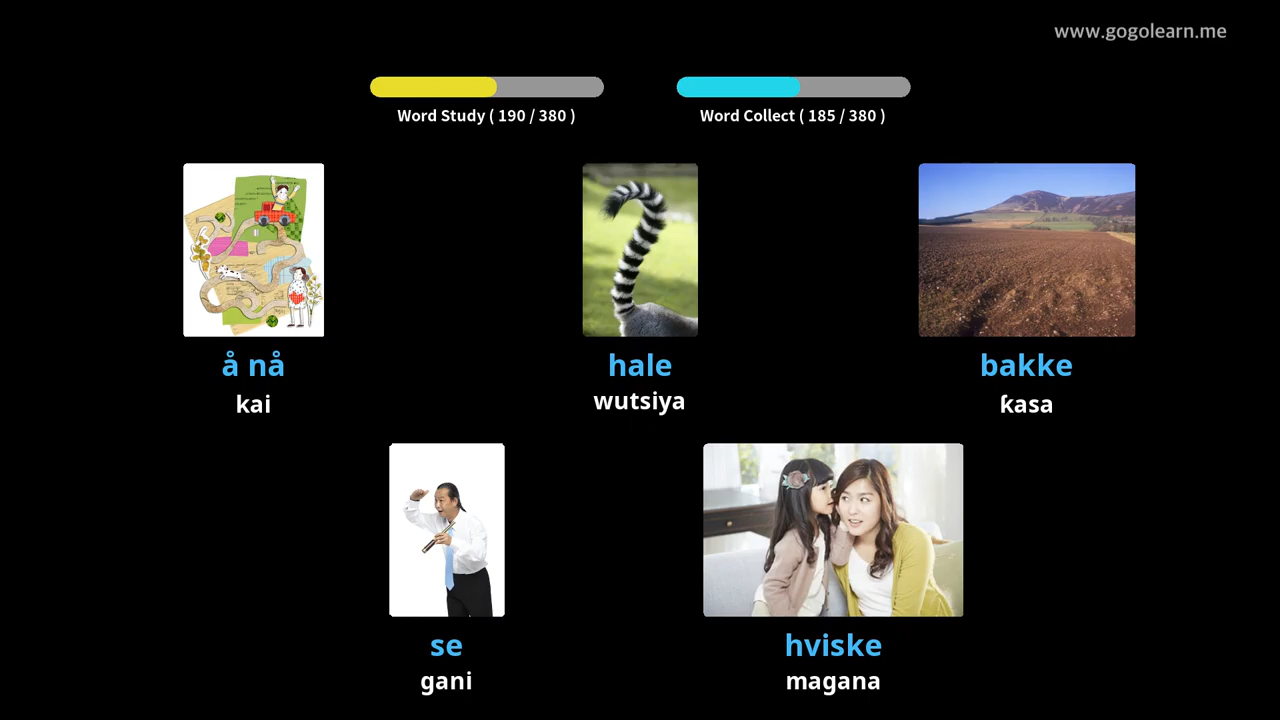 www.gogolearn.me
Word Study ( 190 / 380 )
Word Collect ( 185 / 380 )
å nå
kai
hale
wutsiya
bakke
ƙasa
se
gani
hviske
magana